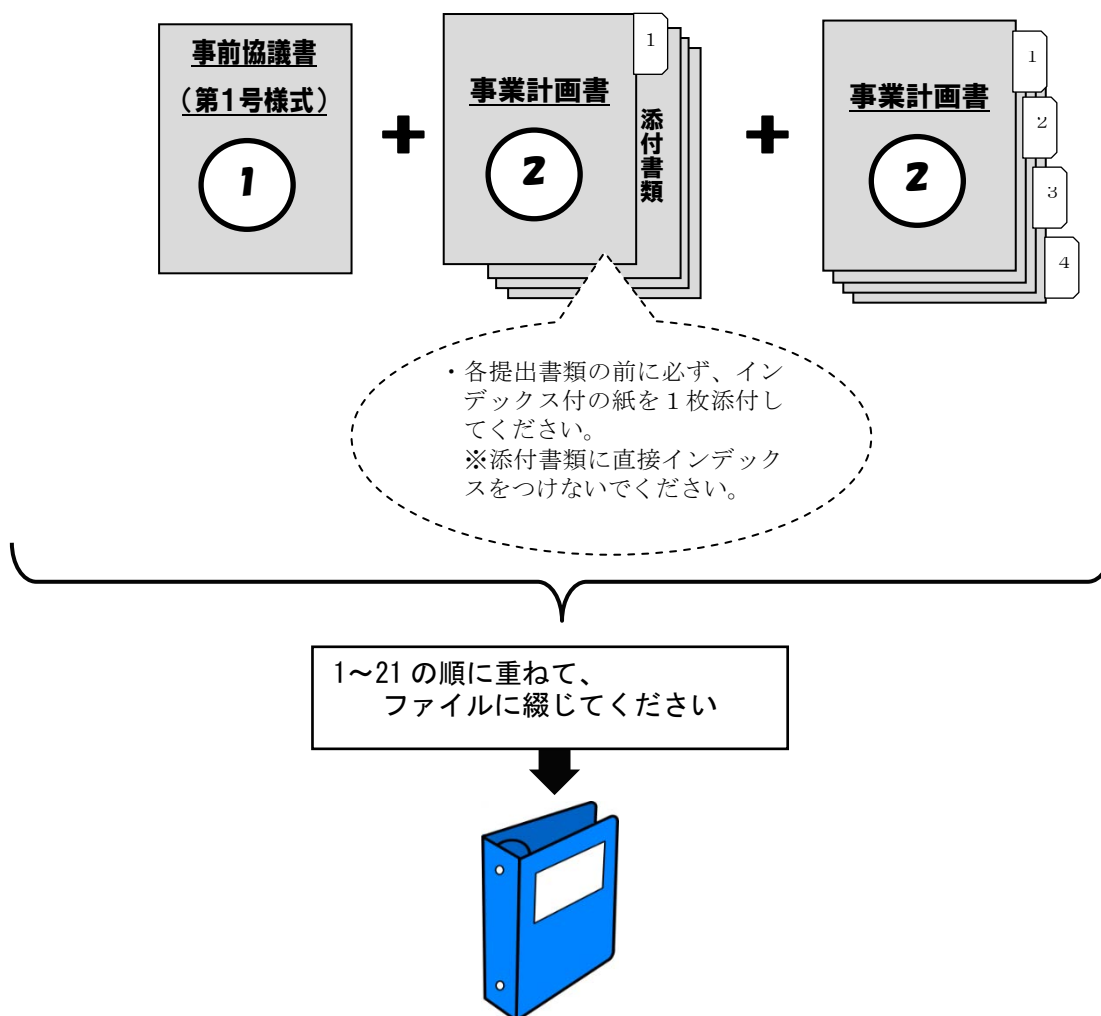 事前協議書
（第１号様式）
1
事業計画書
2
1
添付書類
事業計画書
2
1
2
3
4
・各提出書類の前に必ず、イン
デックス付の紙を１枚添付し
てください。
※添付書類に直接インデック
スをつけないでください。
1～21 の順に重ねて、
ファイルに綴じてください